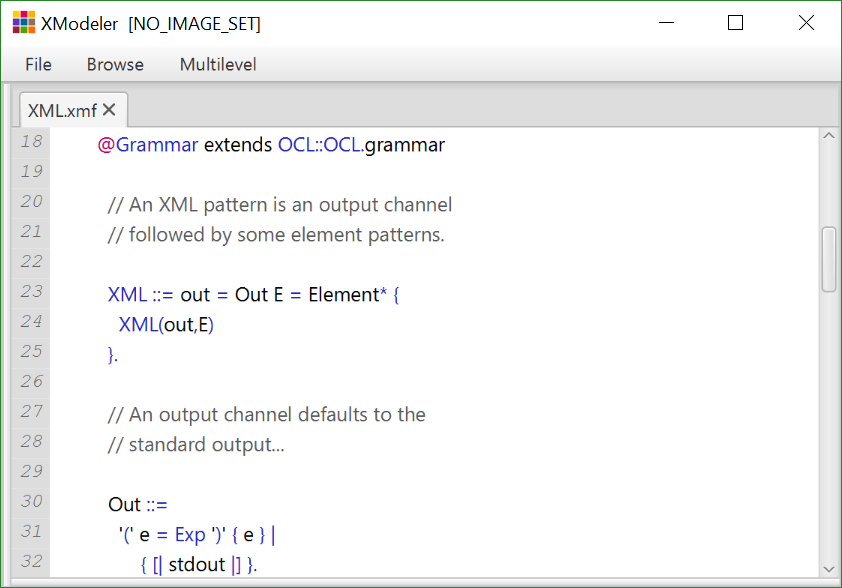 XModeler [NO_IMAGE_SET]
File Browse Multilevel
XML.xmf
18 @Grammar extends OCL::OCL.grammar
19
20 // An XML pattern is an output channel
21 // followed by some element patterns.
22
23 XML ::= out = Out E = Element* {
24 XML(out,E)
25 }.
26
27 // An output channel defaults to the
28 // standard output...
29
30 Out ::=
31 '(' e = Exp ')' { e } |
32 { [| stdout |] }.